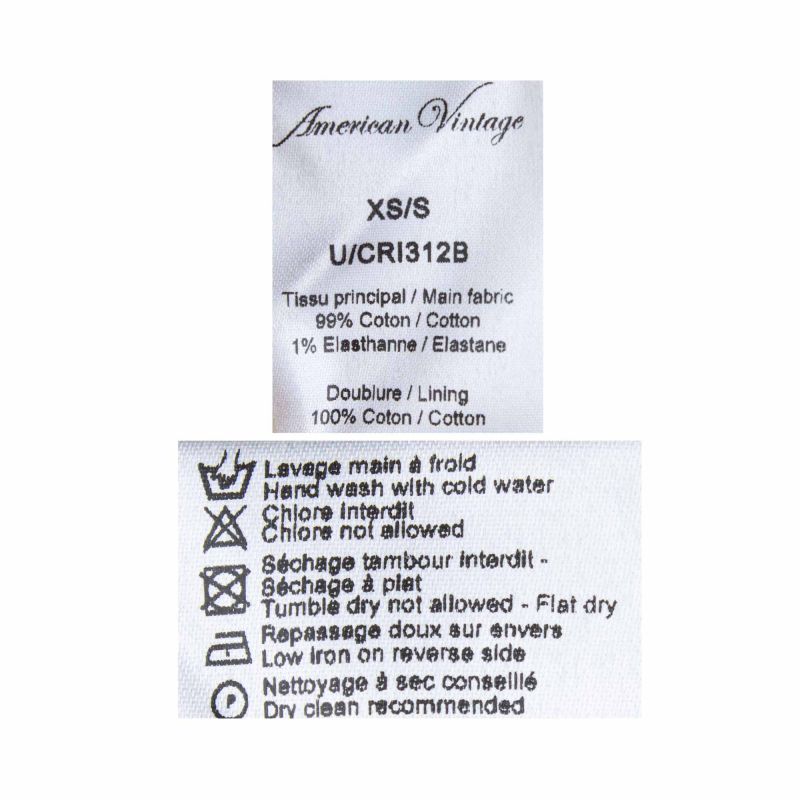 American Vintage
XS/S
U/CRI312B
Tissu principal / Main fabric
99% Coton / Cotton
1% Elasthanne / Elastane
Doublure / Lining
100% Coton / Cotton
Lavage main à froid
Hand wash with cold water
Chlore interdit
Chlore not allowed
Séchage tambour interdit -
Séchage à plat
Tumble dry not allowed - Flat dry
Repassage doux sur envers
Low iron on reverse side
P
Nettoyage à sec conseillé
Dry clean recommended